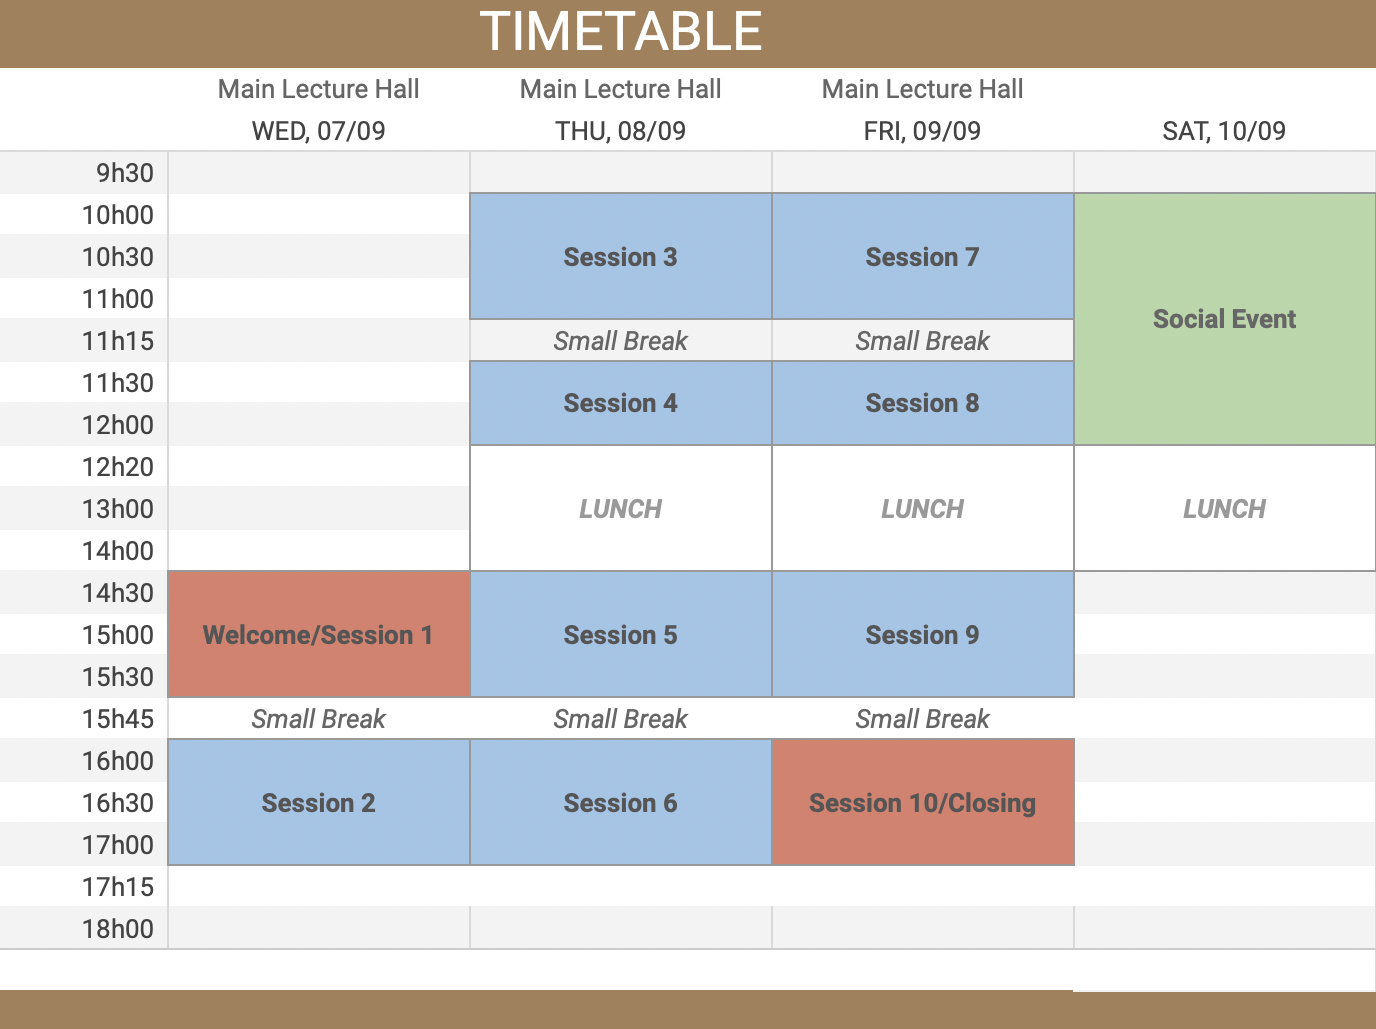 TIMETABLE
Main Lecture Hall Main Lecture Hall Main Lecture Hall
WED, 07/09 THU, 08/09 FRI, 09/09 SAT, 10/09
9h30
10h00
10h30 Session 3 Session 7
11h00
Social Event
11h15 Small Break Small Break
11h30
Session 4 Session 8
12h00
12h20
13h00 LUNCH LUNCH LUNCH
14h00
14h30
15h00 Welcome/Session 1 Session 5 Session 9
15h30
15h45 Small Break Small Break Small Break
16h00
16h30 Session 2 Session 6 Session 10/Closing
17h00
17h15
18h00